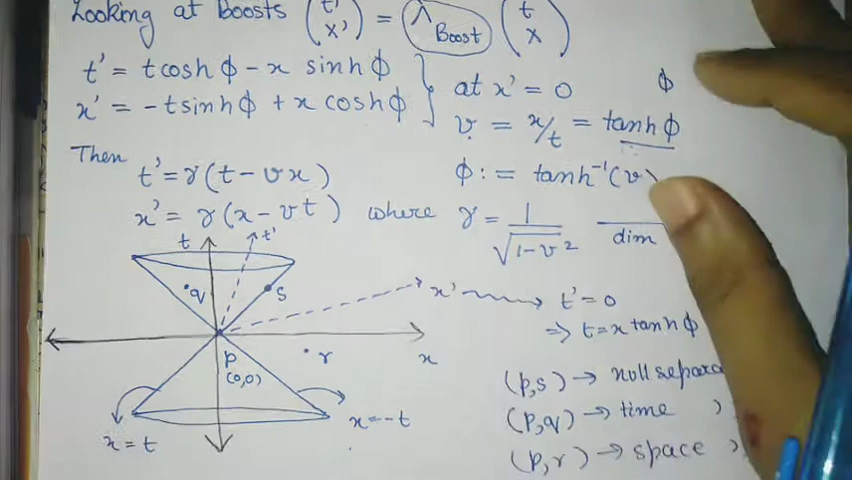 Looking at Boosts (t' x') = (Λ Boost) (t x)
t' = t cosh ϕ - x sinh ϕ
x' = -t sinh ϕ + x cosh ϕ
at x' = 0
ϕ
v = x/t = tanh ϕ
Then
t' = γ(t - vx)
ϕ := tanh⁻¹(v)
x' = γ(x - vt) where γ = 1/√1-v²
dim
t
t'
q
s
x'
t' = 0
⇒ t = x tanh ϕ
p
(0,0)
r
x
(p,s) → null
(p,q) → time
(p,r) → space
x = t
x = -t